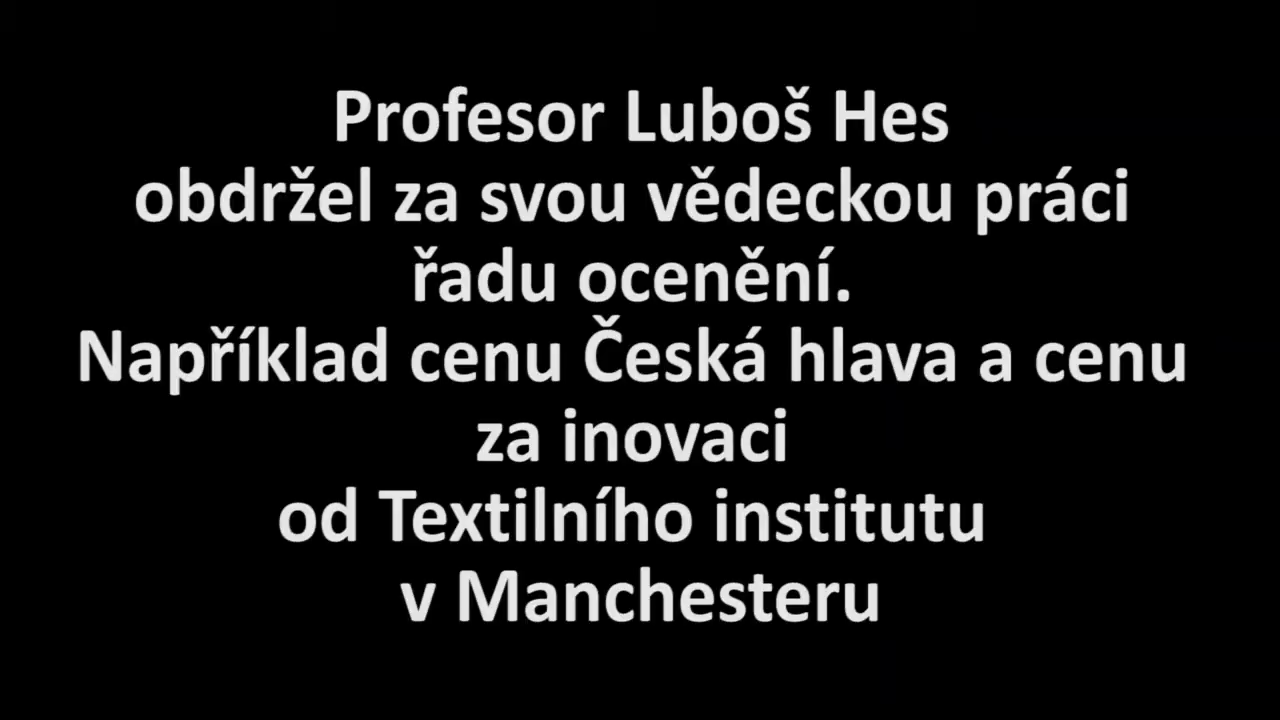 Profesor Luboš Hes
obdržel za svou vědeckou práci
řadu ocenění.
Například cenu Česká hlava a cenu
za inovaci
od Textilního institutu
v Manchesteru